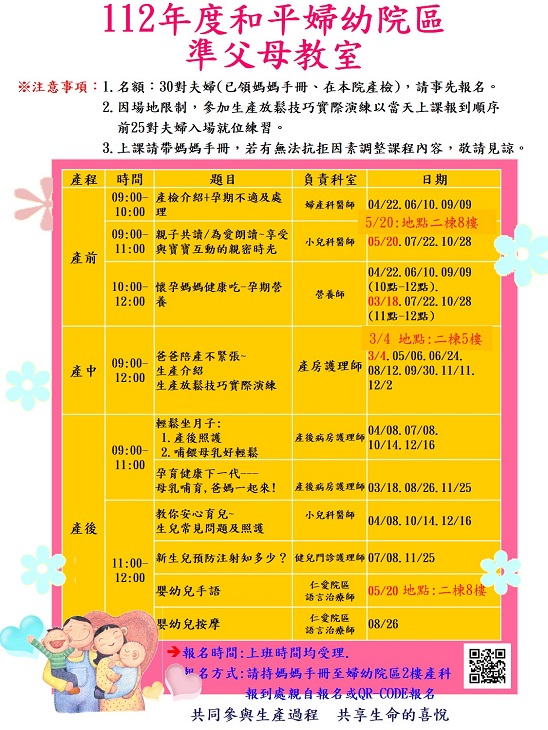 112年度和平婦幼院區
準父母教室
※注意事項：1.名額：30對夫婦(已領媽媽手冊、在本院產檢)，請事先報名。
2.因場地限制，參加生產放鬆技巧實際演練以當天上課報到順序
前25對夫婦入場就位練習。
3.上課請帶媽媽手冊，若有無法抗拒因素調整課程內容，敬請見諒。
產程 時間 題目 負責科室 日期
產前
09:00-
10:00
產檢介紹+孕期不適及處
理
婦產科醫師
04/22.06/10.09/09
5/20:地點二棟8樓
09:00-
11:00
親子共讀/為愛朗讀~享受
與寶寶互動的親密時光
小兒科醫師
05/20.07/22.10/28
10:00-
12:00
懷孕媽媽健康吃-孕期營
養
營養師
04/22.06/10.09/09
(10點-12點).
03/18.07/22.10/28
(11點-12點)
產中
09:00-
12:00
爸爸陪產不緊張~
生產介紹
生產放鬆技巧實際演練
產房護理師
3/4 地點:二棟5樓
3/4.05/06.06/24.
08/12.09/30.11/11.
12/2
產後
09:00-
11:00
輕鬆坐月子:
1.產後照護
2.哺餵母乳好輕鬆
產後病房護理師
04/08.07/08.
10/14.12/16
孕育健康下一代---
母乳哺育,爸媽一起來!
產後病房護理師
03/18.08/26.11/25
11:00-
12:00
教你安心育兒~
生兒常見問題及照護
小兒科醫師
04/08.10/14.12/16
新生兒預防注射知多少？
健兒門診護理師
07/08.11/25
嬰幼兒手語
仁愛院區
語言治療師
05/20 地點:二棟8樓
嬰幼兒按摩
仁愛院區
語言治療師
08/26
➔報名時間:上班時間均受理.
報名方式:請持媽媽手冊至婦幼院區2樓產科
報到處親自報名或QR-CODE報名
共同參與生產過程 共享生命的喜悅